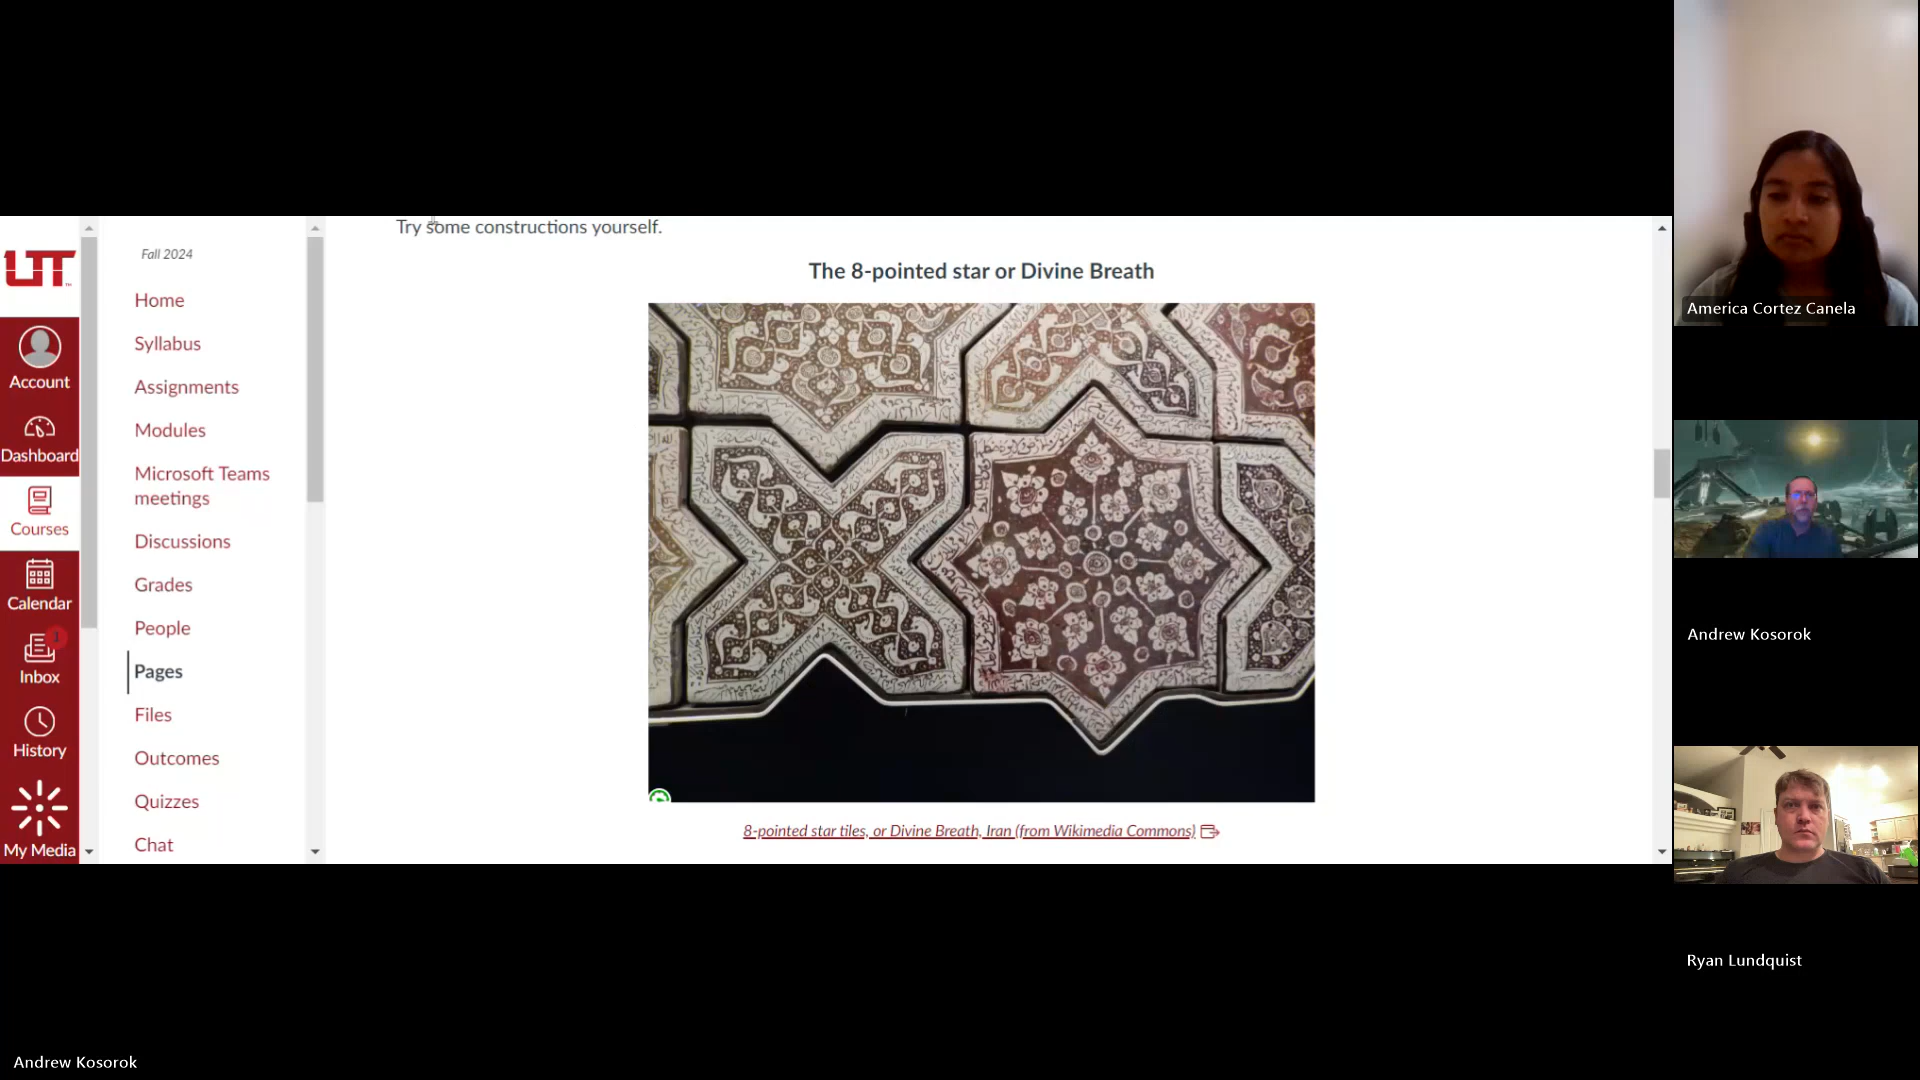 Try some constructions yourself.
The 8-pointed star or Divine Breath
8-pointed star tiles, or Divine Breath, Iran (from Wikimedia Commons)
UT
Account
Dashboard
Courses
Calendar
1
Inbox
History
My Media
Fall 2024
Home
Syllabus
Assignments
Modules
Microsoft Teams
meetings
Discussions
Grades
People
Pages
Files
Outcomes
Quizzes
Chat
America Cortez Canela
Andrew Kosorok
Ryan Lundquist
Andrew Kosorok